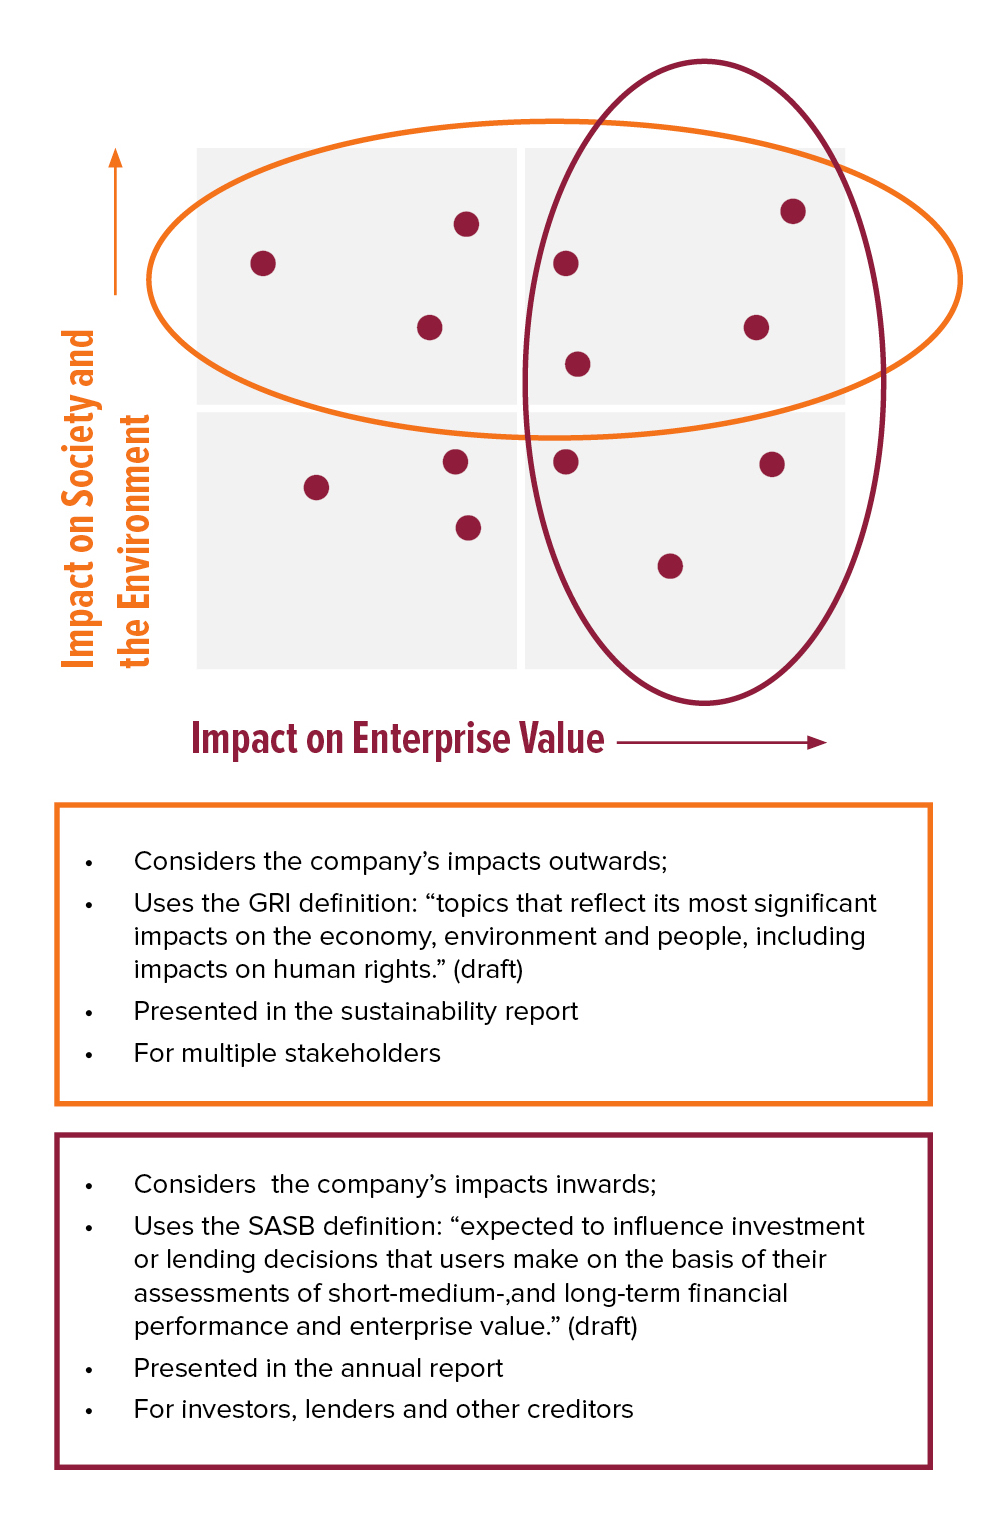 Impact on Society and
the Environment
Impact on Enterprise Value
• Considers the company’s impacts outwards;
• Uses the GRI definition: “topics that reflect its most significant
impacts on the economy, environment and people, including
impacts on human rights.” (draft)
• Presented in the sustainability report
• For multiple stakeholders
• Considers  the company’s impacts inwards;
• Uses the SASB definition: “expected to influence investment
or lending decisions that users make on the basis of their
assessments of short-medium-,and long-term financial
performance and enterprise value.” (draft)
• Presented in the annual report
• For investors, lenders and other creditors